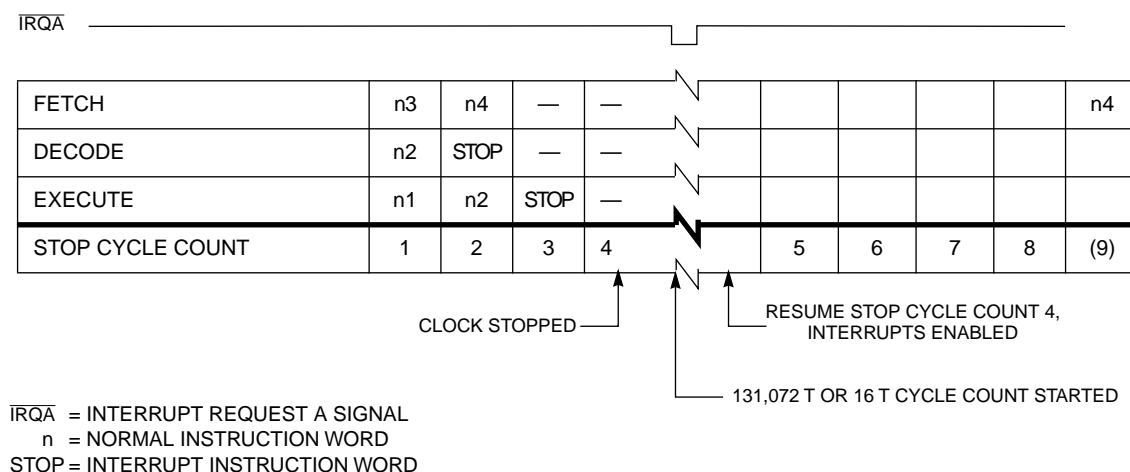 IRQA
FETCH n3 n4 — — n4
DECODE n2 STOP — —
EXECUTE n1 n2 STOP —
STOP CYCLE COUNT 1 2 3 4 5 6 7 8 (9)
CLOCK STOPPED
RESUME STOP CYCLE COUNT 4,
INTERRUPTS ENABLED
131,072 T OR 16 T CYCLE COUNT STARTED
IRQA = INTERRUPT REQUEST A SIGNAL
n = NORMAL INSTRUCTION WORD
STOP = INTERRUPT INSTRUCTION WORD